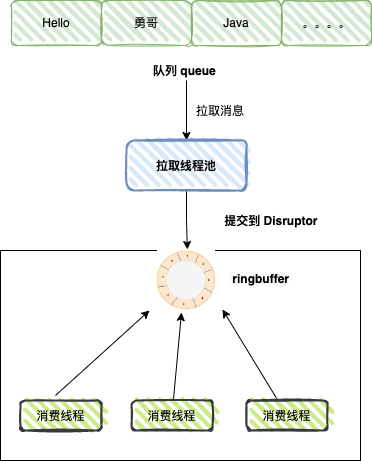 Hello 勇哥 Java 。。。。
队列 queue
拉取消息
拉取线程池
提交到 Disruptor
ringbuffer
消费线程 消费线程 消费线程